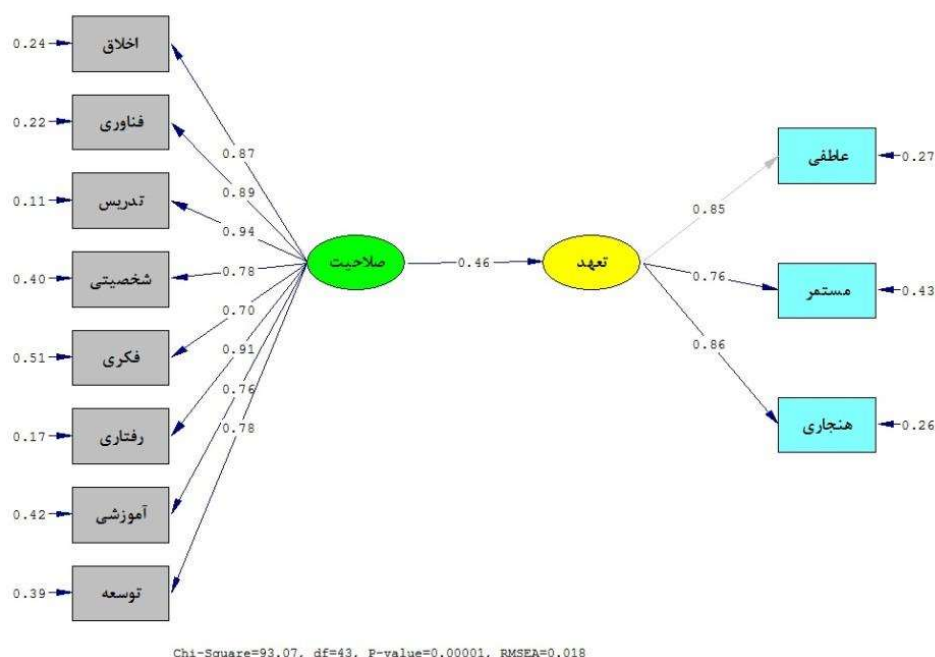 0.24 اخلاق
0.22 فناوری
0.11 تدریس
0.40 شخصیتی
0.51 فکری
0.17 رفتاری
0.42 آموزشی
0.39 توسعه
0.87
0.89
0.94
0.78
0.70
0.91
0.76
0.78
صلاحیت
0.46
تعهد
0.85
0.76
0.86
عاطفی 0.27
مستمر 0.43
هنجاری 0.26
Chi-Square=93.07, df=43, P-value=0.00001, RMSEA=0.018